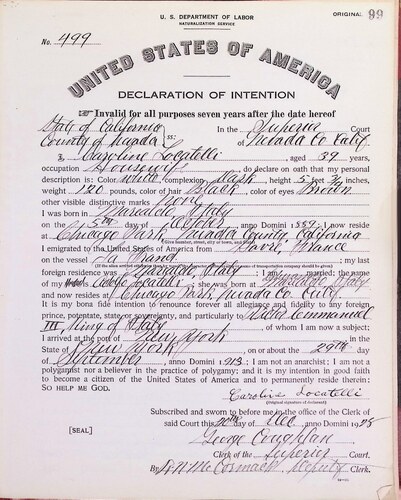 U. S. DEPARTMENT OF LABOR
NATURALIZATION SERVICE
ORIGINAL 99
No. 499
UNITED STATES OF AMERICA
DECLARATION OF INTENTION
Invalid for all purposes seven years after the date hereof
State of California
County of Nevada ss: In the Superior Court of Nevada Co Calif
I, Caroline Locatelli, aged 39 years,
occupation Housewife, do declare on oath that my personal
description is: Color White, complexion Dark, height 5 feet 2 inches,
weight 120 pounds, color of hair Black, color of eyes Brown
other visible distinctive marks None
I was born in Italy
on the 5th day of October, anno Domini 1889; I now reside
at Chicago Park, Nevada County, California
I emigrated to the United States of America from Havre, France
on the vessel La; my last
foreign residence was Italy; I am married; the name
of my is Locatelli; she was born at Italy
and now resides at Chicago Park, Nevada Co Calif
It is my bona fide intention to renounce forever all allegiance and fidelity to any foreign
prince, potentate, state, or sovereignty, and particularly to Victor Emmanuel
III, King of Italy, of whom I am now a subject;
I arrived at the port of New York
State of New York, on or about the 29th day
of September, anno Domini 1913; I am not an anarchist; I am not a
polygamist nor a believer in the practice of polygamy; and it is my intention in good faith
to become a citizen of the United States of America and to permanently reside therein:
SO HELP ME GOD.
Caroline Locatelli
(Original signature of declarant)
Subscribed and sworn to before me in the office of the Clerk of
[SEAL] said Court this 20th day of Dec, anno Domini 1928
George Coughlan
Clerk of the Superior Court.
By McCormack, Deputy Clerk.